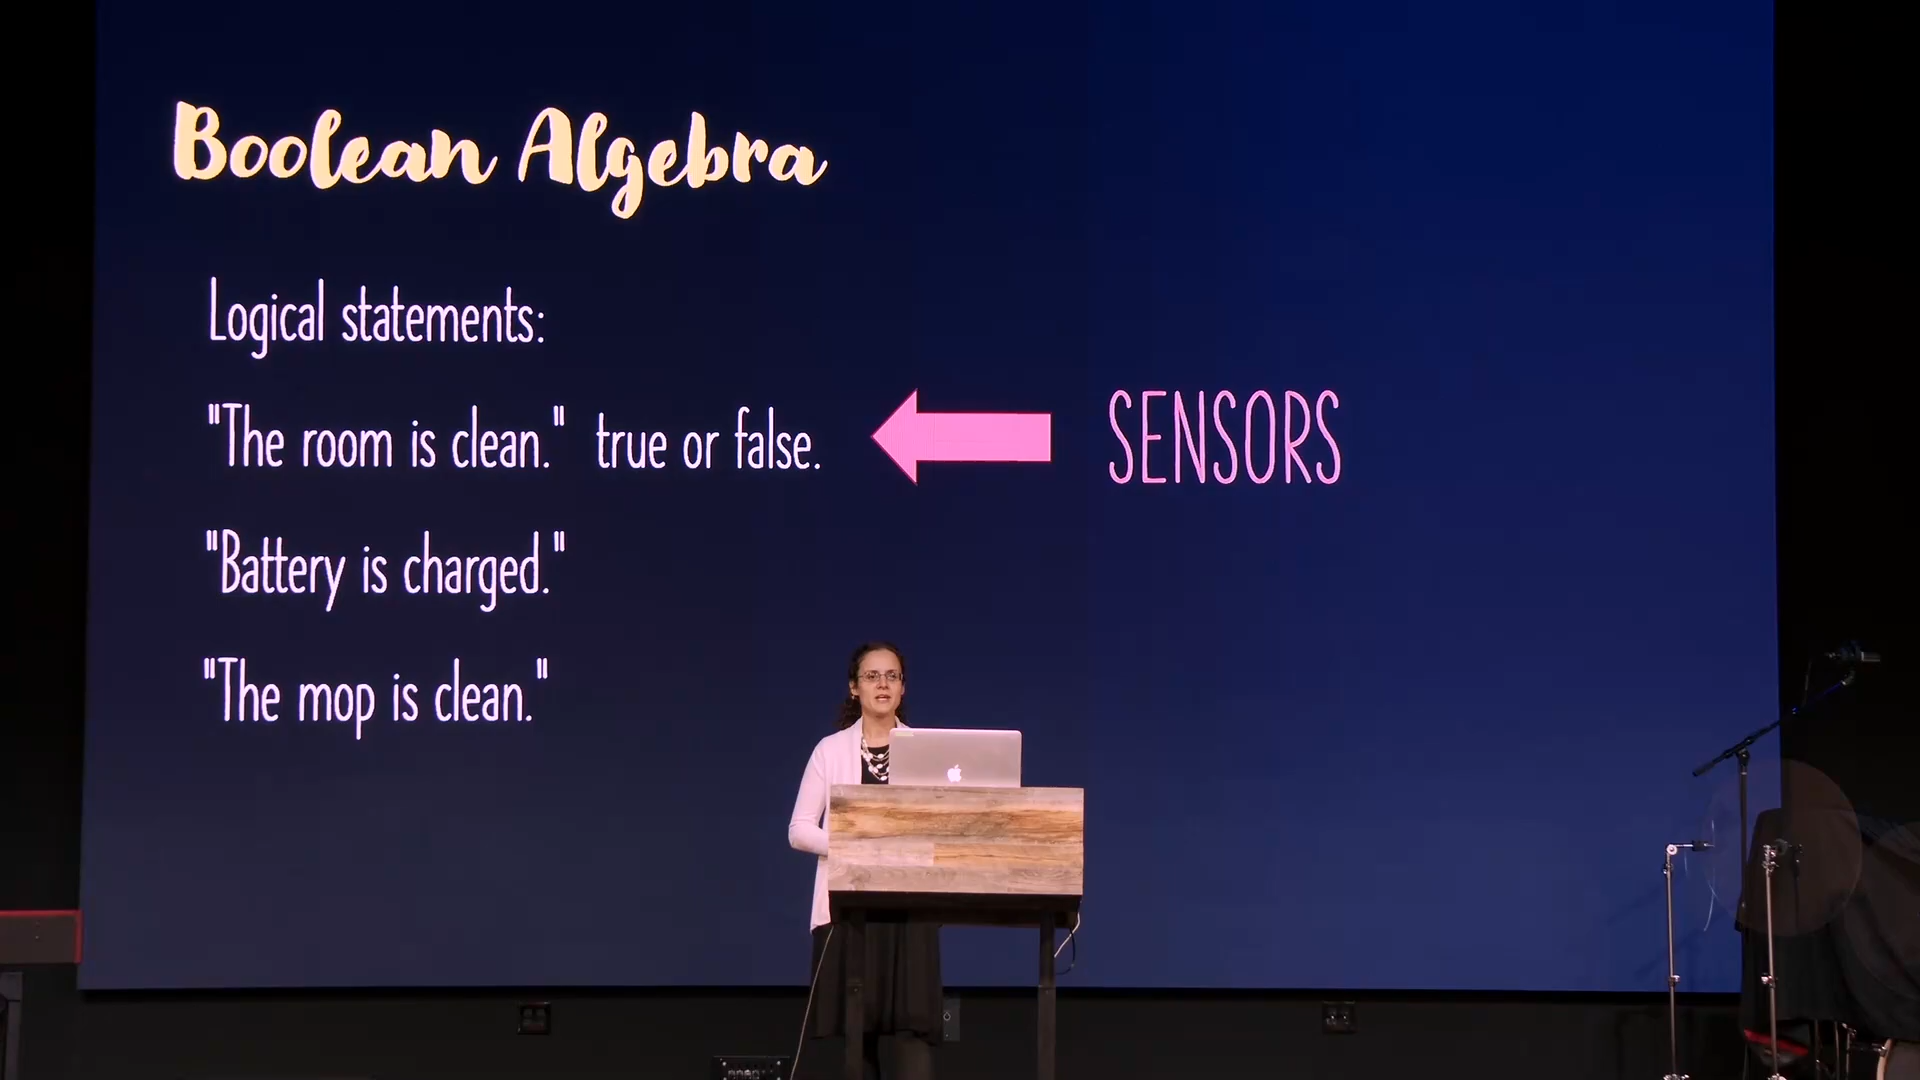 Boolean Algebra
Logical statements:
"The room is clean." true or false.
SENSORS
"Battery is charged."
"The mop is clean."